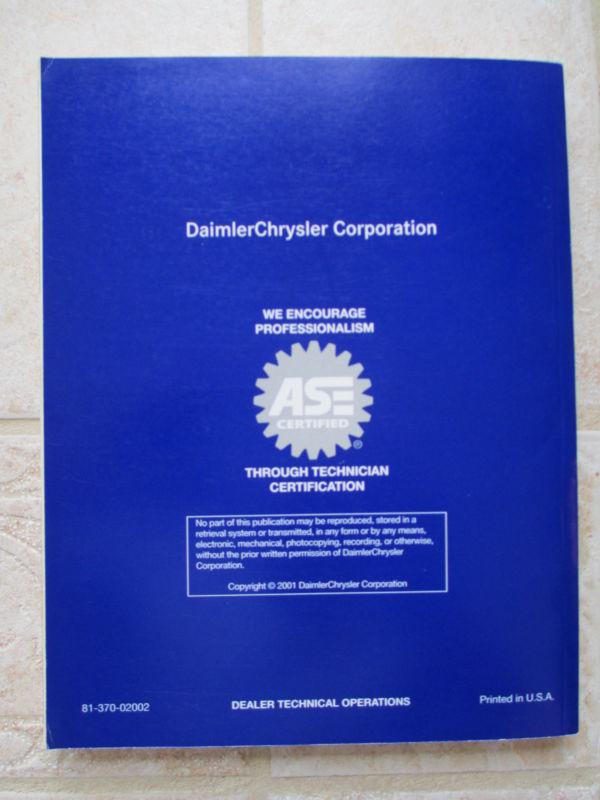 DaimlerChrysler Corporation
WE ENCOURAGE
PROFESSIONALISM
ASE
CERTIFIED
®
THROUGH TECHNICIAN
CERTIFICATION
No part of this publication may be reproduced, stored in a
retrieval system or transmitted, in any form or by any means,
electronic, mechanical, photocopying, recording, or otherwise,
without the prior written permission of DaimlerChrysler
Corporation.
Copyright © 2001 DaimlerChrysler Corporation
81-370-02002
DEALER TECHNICAL OPERATIONS
Printed in U.S.A.